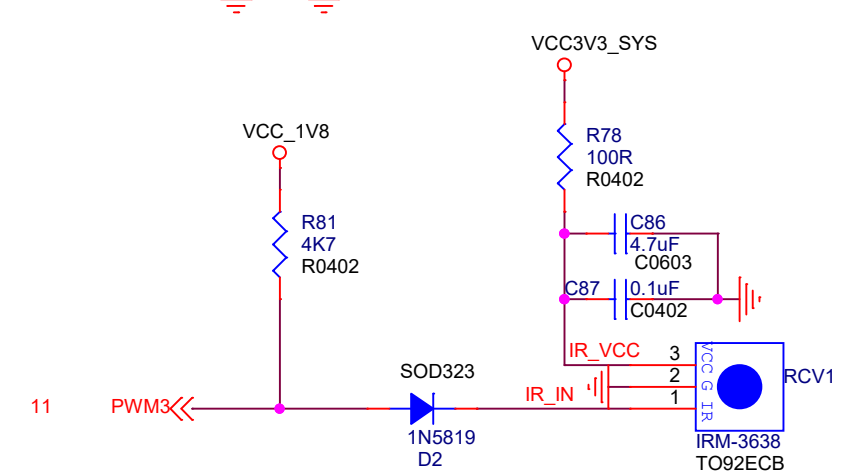 VCC3V3_SYS
VCC_1V8
R78
100R
R0402
R81
4K7
R0402
C86
4.7uF
C0603
C87
0.1uF
C0402
IR_VCC
3
VCC
SOD323
2
G
RCV1
11
PWM3
IR_IN
1
IR
1N5819
D2
IRM-3638
TO92ECB